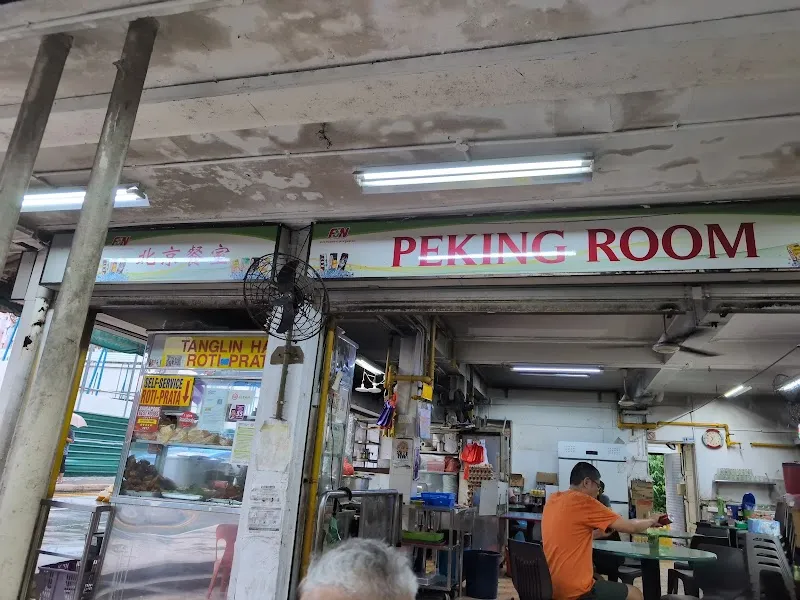 F&N
北京餐室
F&N
PEKING ROOM
TANGLIN HA
ROTI-PRATA
SELF-SERVICE
ROTI-PRATA